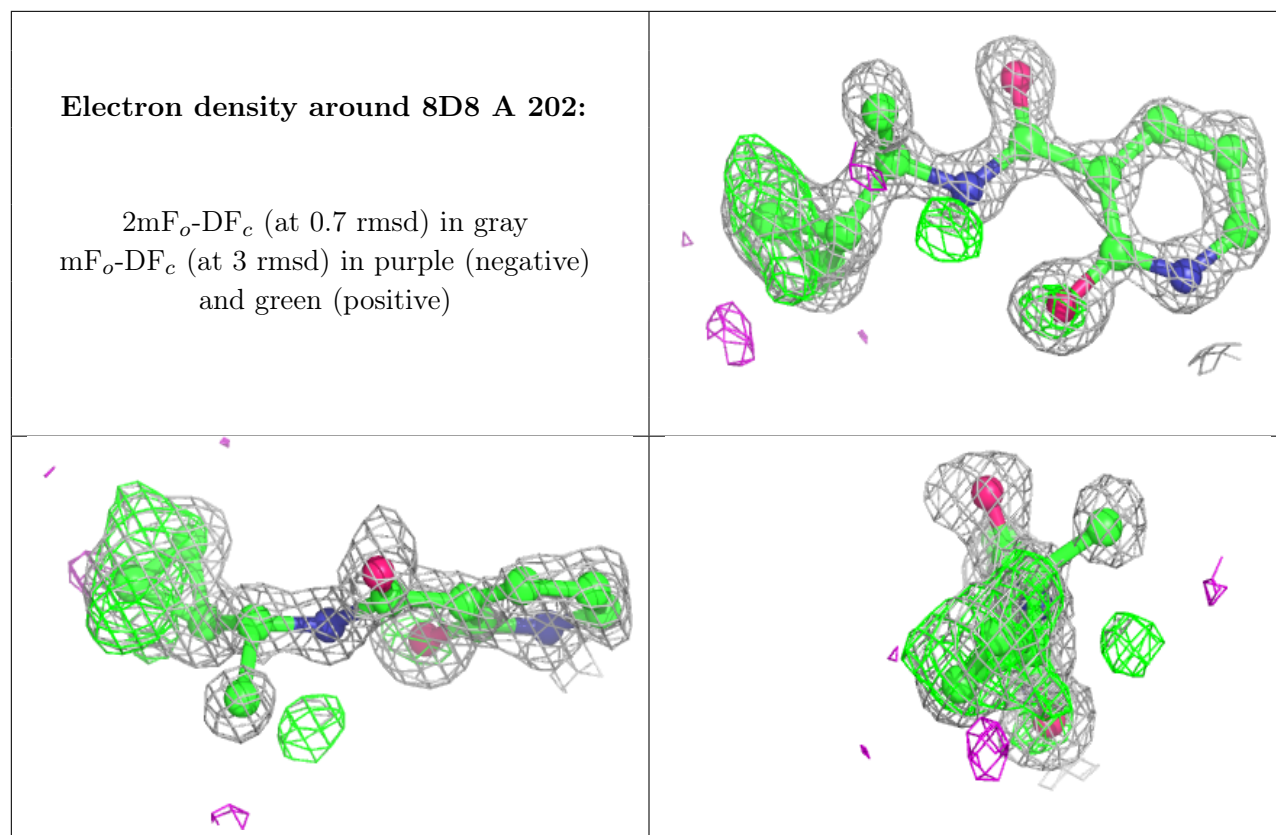 Electron density around 8D8 A 202:
2mFo-DFc (at 0.7 rmsd) in gray
mFo-DFc (at 3 rmsd) in purple (negative)
and green (positive)